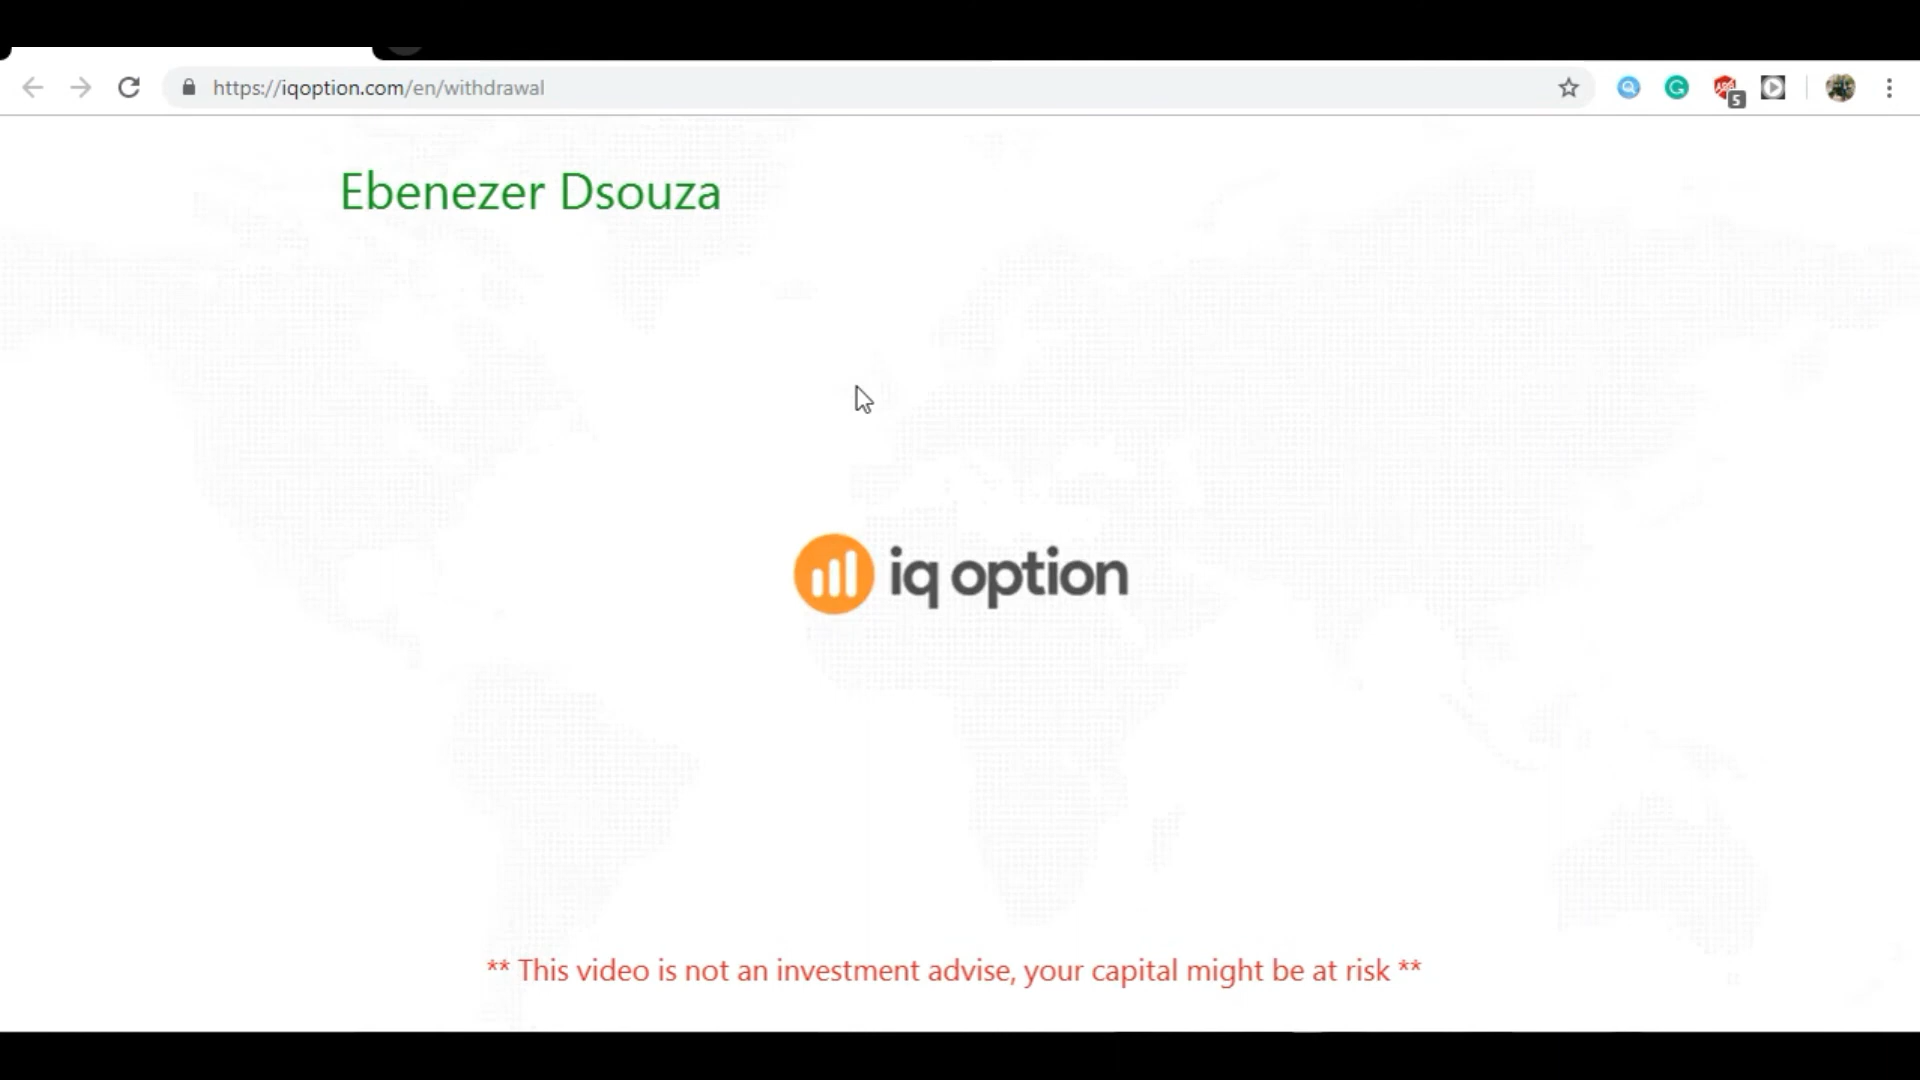 https://iqoption.com/en/withdrawal
5
Ebenezer Dsouza
iq option
** This video is not an investment advise, your capital might be at risk **